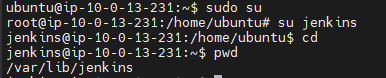 ubuntu@ip-10-0-13-231:~$ sudo su
root@ip-10-0-13-231:/home/ubuntu# su jenkins
jenkins@ip-10-0-13-231:/home/ubuntu$ cd
jenkins@ip-10-0-13-231:~$ pwd
/var/lib/jenkins